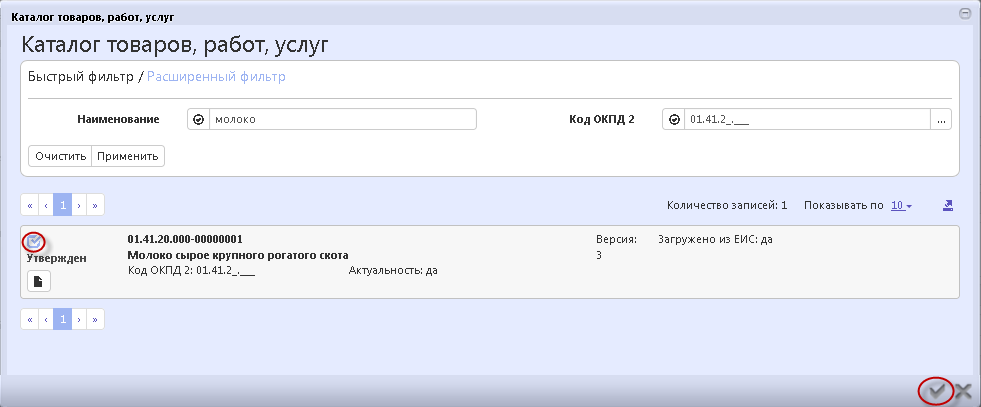 Каталог товаров, работ, услуг
Каталог товаров, работ, услуг
Быстрый фильтр / Расширенный фильтр
Наименование молоко Код ОКПД 2 01.41.2_.___ ...
Очистить Применить
« ‹ 1 › » Количество записей: 1 Показывать по 10
01.41.20.000-00000001 Версия: Загружено из ЕИС: да
Утвержден Молоко сырое крупного рогатого скота 3
Код ОКПД 2: 01.41.2_.___ Актуальность: да
« ‹ 1 › »